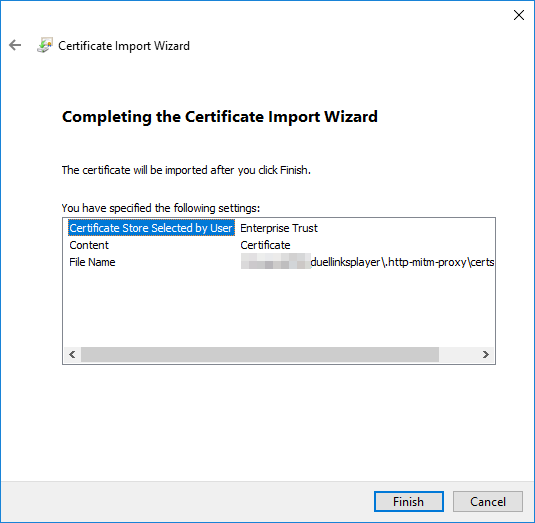 Certificate Import Wizard
Completing the Certificate Import Wizard
The certificate will be imported after you click Finish.
You have specified the following settings:
Certificate Store Selected by User Enterprise Trust
Content Certificate
File Name duellinksplayer\.http-mitm-proxy\certs
Finish Cancel